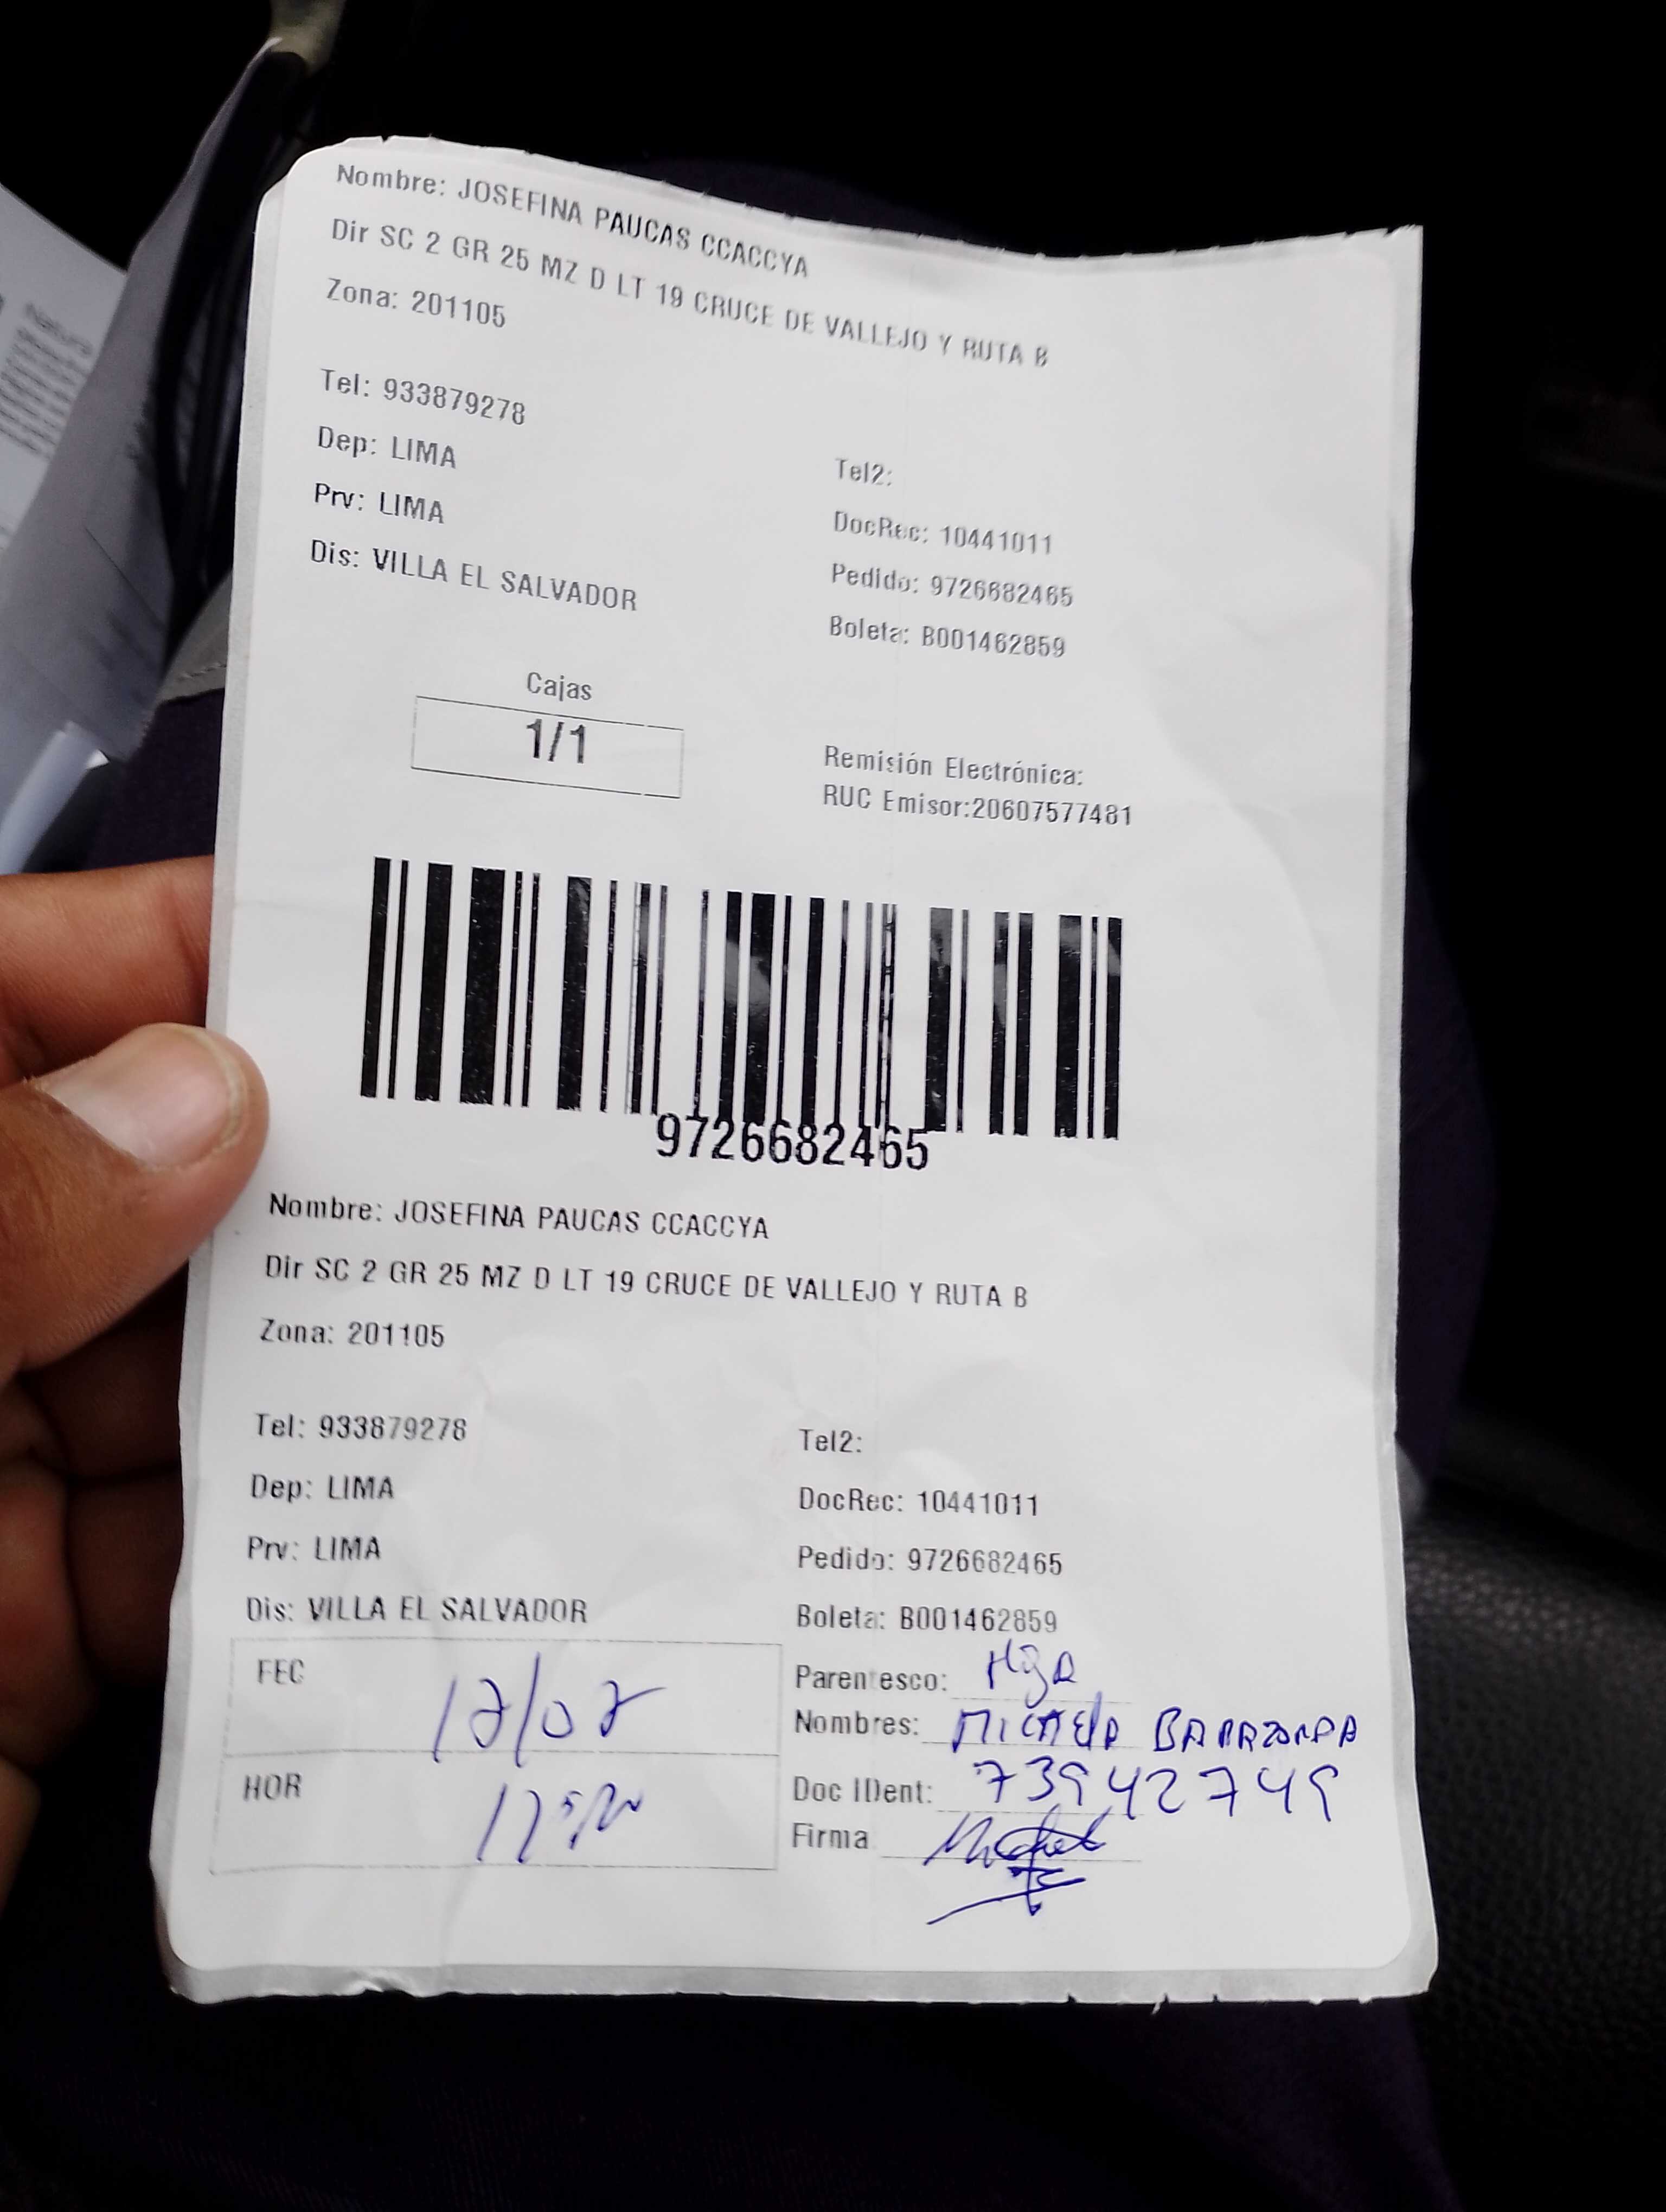 Nombre: JOSEFINA PAUCAS CCACCYA
Dir SC 2 GR 25 MZ D LT 19 CRUCE DE VALLEJO Y RUTA B
Zona: 201105
Tel: 933879278
Dep: LIMA
Tel2:
Prv: LIMA
DocRec: 10441011
Dis: VILLA EL SALVADOR
Pedido: 9726682465
Boleta: B001462859
Cajas
1/1
Remisión Electrónica:
RUC Emisor:20607577481
9726682465
Nombre: JOSEFINA PAUCAS CCACCYA
Dir SC 2 GR 25 MZ D LT 19 CRUCE DE VALLEJO Y RUTA B
Zona: 201105
Tel: 933879278
Tel2:
Dep: LIMA
DocRec: 10441011
Prv: LIMA
Pedido: 9726682465
Dis: VILLA EL SALVADOR
Boleta: B001462859
FEC 17/02
Parentesco: Hija
Nombres: MICHELA
HOR
Doc IDent: 73942749
Firma